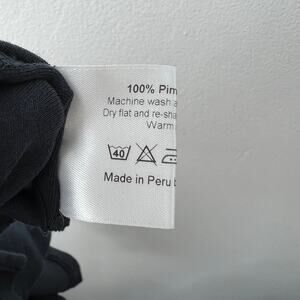 100%
Machine wash
Dry flat and
Warm
40
Made in Peru